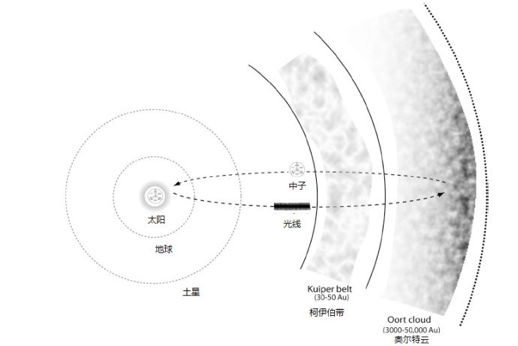 中子
太阳
光线
地球
土星
Kuiper belt
(30-50 Au)
柯伊伯带
Oort cloud
(3000-50,000 Au)
奥尔特云